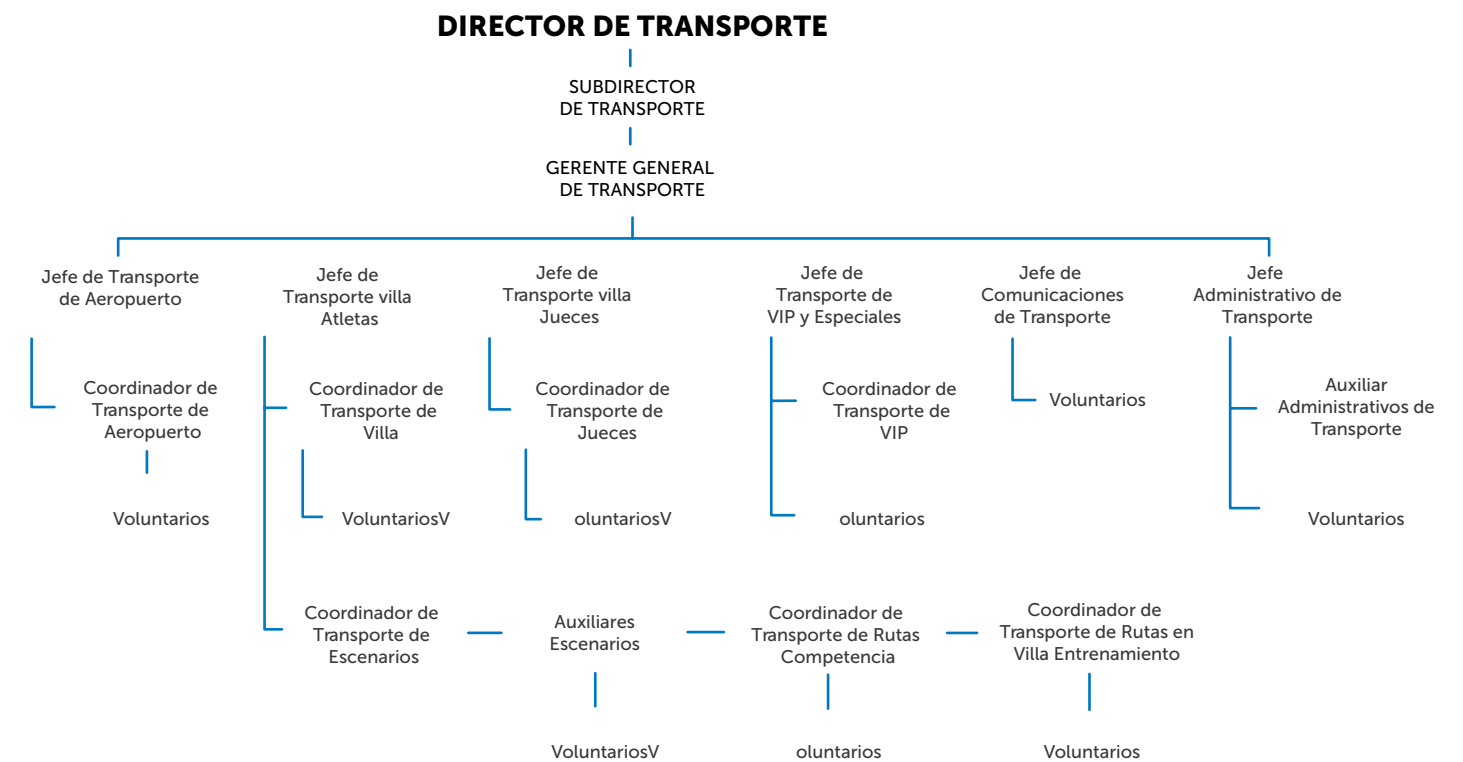 DIRECTOR DE TRANSPORTE
SUBDIRECTOR
DE TRANSPORTE
GERENTE GENERAL
DE TRANSPORTE
Jefe de Transporte
de Aeropuerto
Jefe de
Transporte villa
Atletas
Jefe de
Transporte villa
Jueces
Jefe de
Transporte de
VIP y Especiales
Jefe de
Comunicaciones
de Transporte
Jefe
Administrativo de
Transporte
Coordinador de
Transporte de
Aeropuerto
Coordinador de
Transporte de
Villa
Coordinador de
Transporte de
Jueces
Coordinador de
Transporte de
VIP
Voluntarios
Auxiliar
Administrativos de
Transporte
Voluntarios
VoluntariosV
oluntariosV
oluntarios
Voluntarios
Coordinador de
Transporte de
Escenarios
Auxiliares
Escenarios
Coordinador de
Transporte de Rutas
Competencia
Coordinador de
Transporte de Rutas en
Villa Entrenamiento
VoluntariosV
oluntarios
Voluntarios